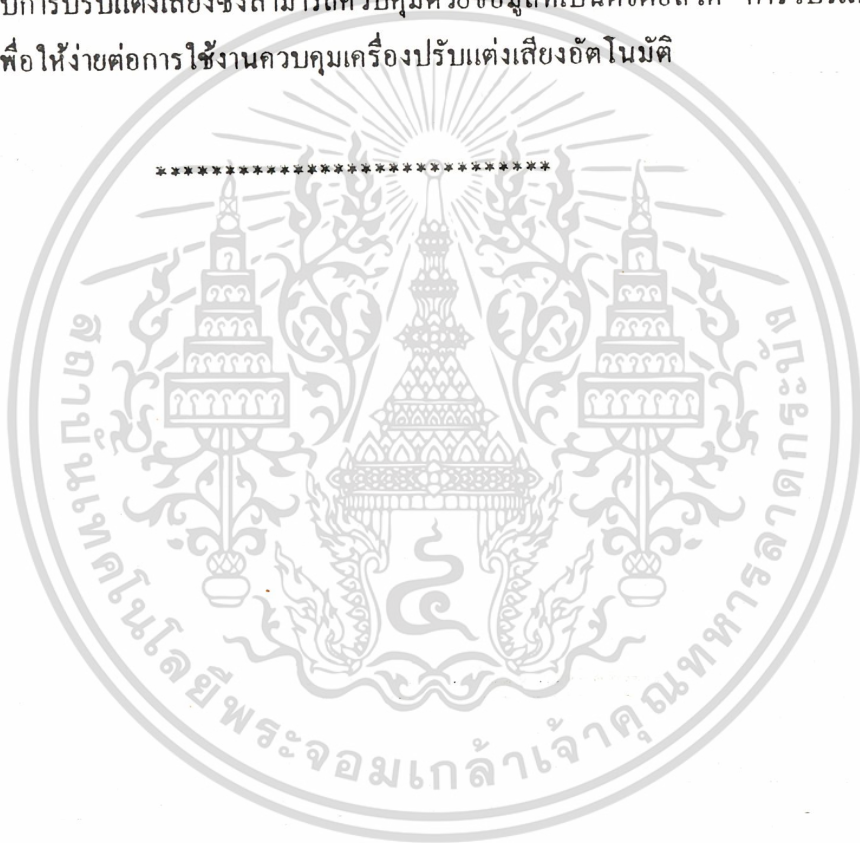 พื่อให้ง่ายต่อการใช้งานควบคุมเครื่องปรับแต่งเสียงอัตโนมัติ
****************************
สถาบันเทคโนโลยีพระจอมเกล้าเจ้าคุณทหารลาดกระบัง